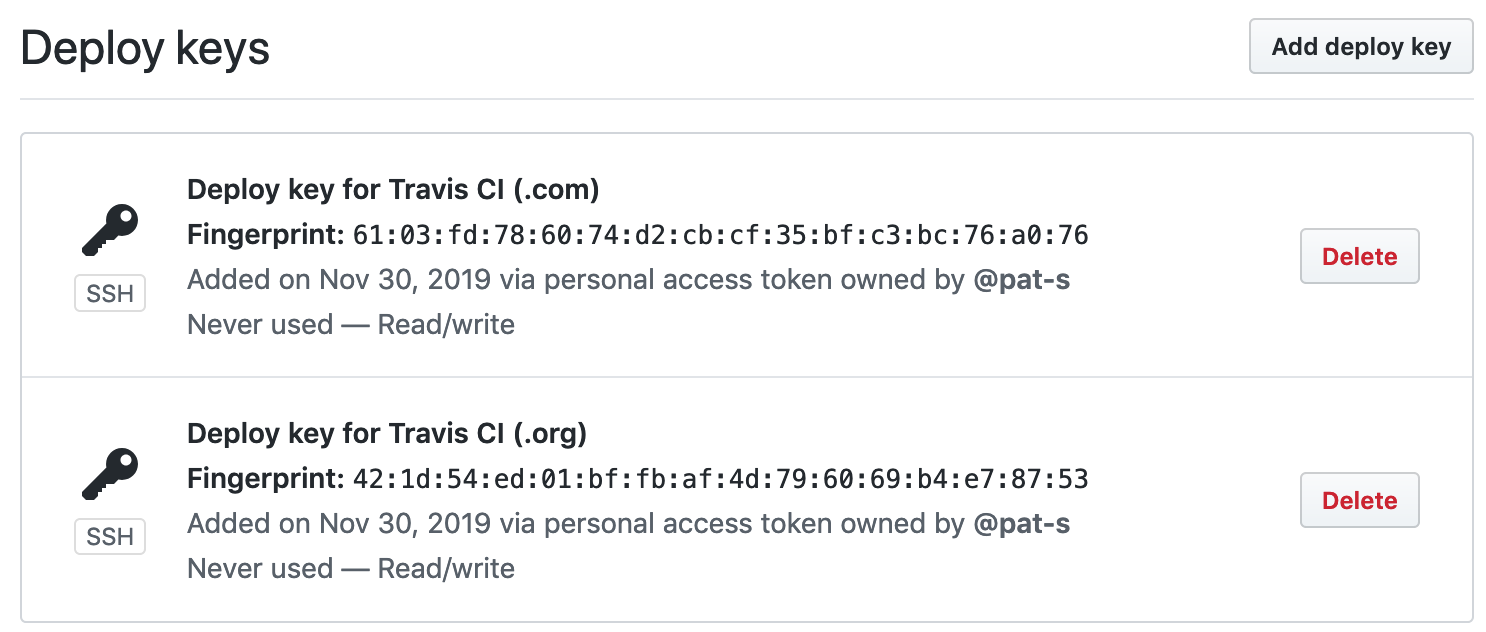 Deploy keys
Add deploy key
Deploy key for Travis CI (.com)
Fingerprint: 61:03:fd:78:60:74:d2:cb:cf:35:bf:c3:bc:76:a0:76
Added on Nov 30, 2019 via personal access token owned by @pat-s
Never used — Read/write
SSH
Delete
Deploy key for Travis CI (.org)
Fingerprint: 42:1d:54:ed:01:bf:fb:af:4d:79:60:69:b4:e7:87:53
Added on Nov 30, 2019 via personal access token owned by @pat-s
Never used — Read/write
SSH
Delete